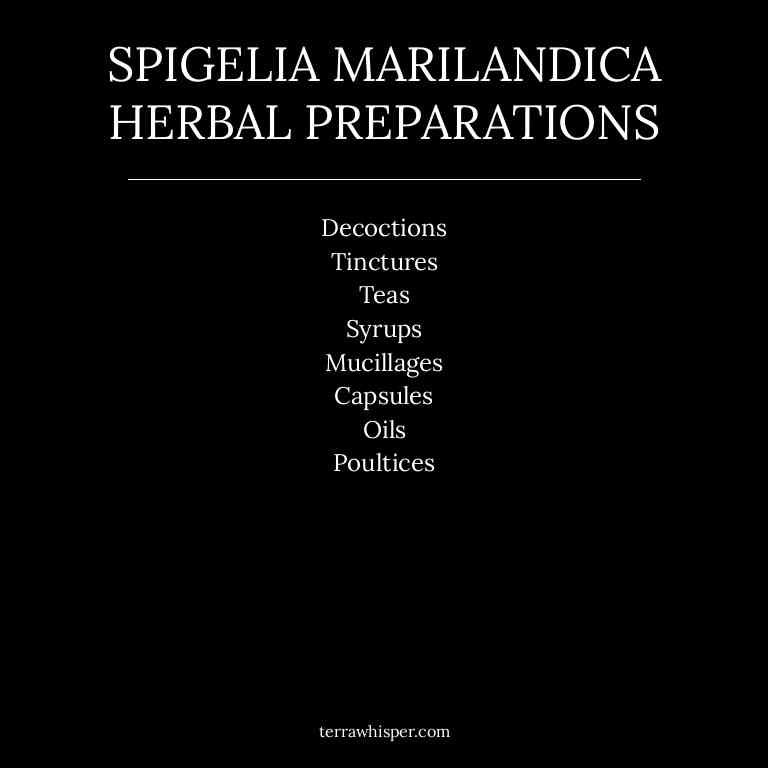 SPIGELIA MARILANDICA
HERBAL PREPARATIONS
Decoctions
Tinctures
Teas
Syrups
Mucillages
Capsules
Oils
Poultices
terrawhisper.com